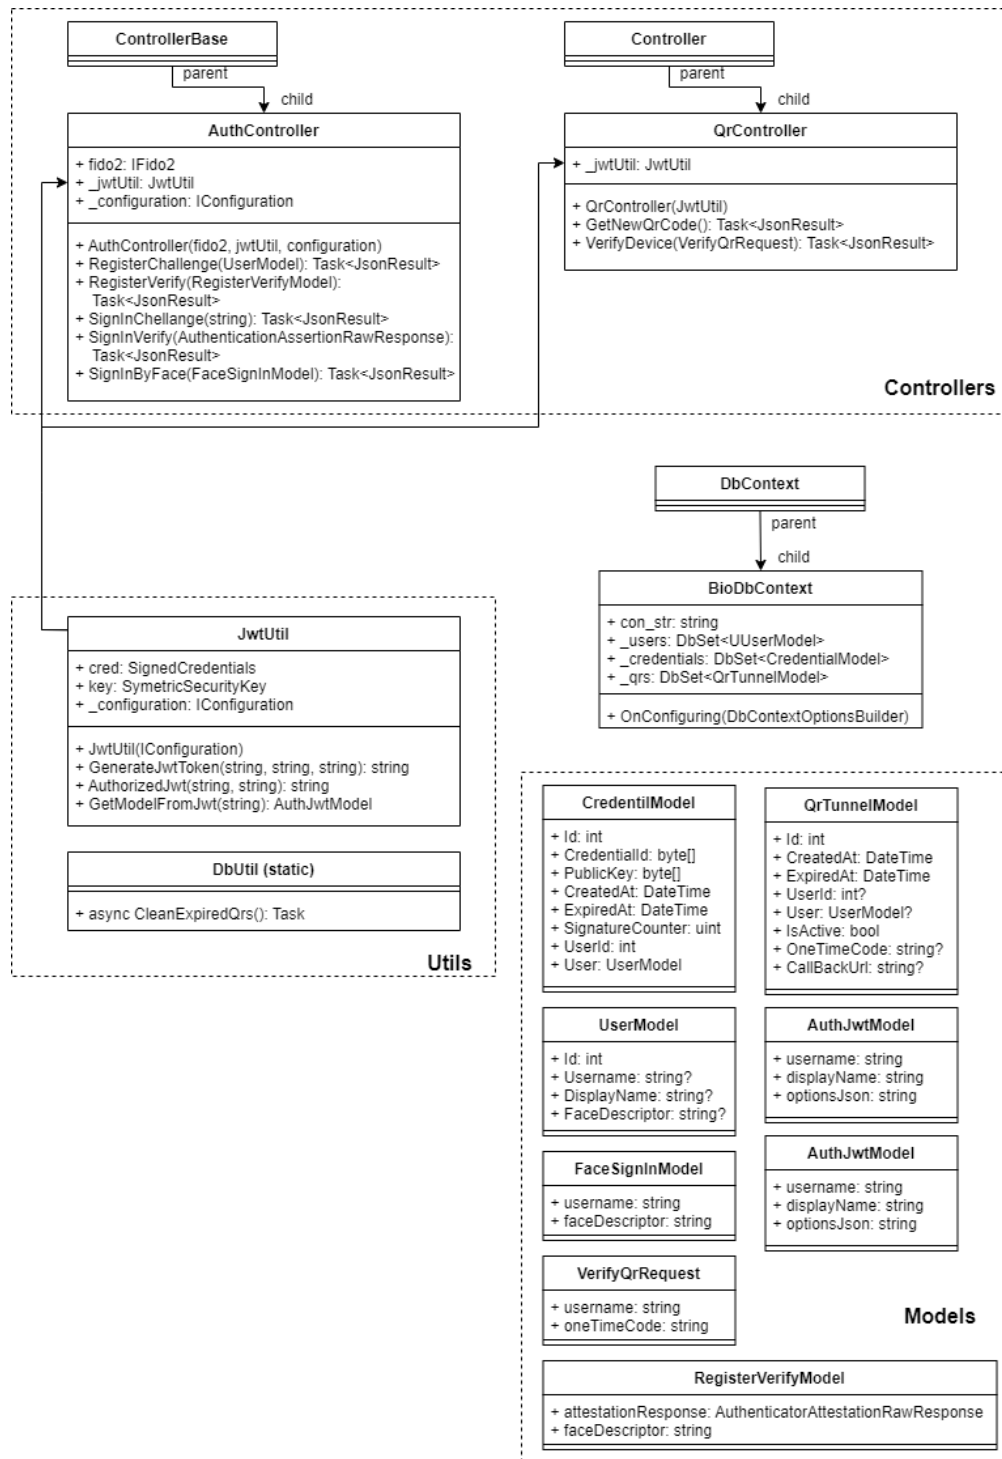 ControllerBase
parent
child
AuthController
+ fido2: IFido2
+ _jwtUtil: JwtUtil
+ _configuration: IConfiguration
+ AuthController(fido2, jwtUtil, configuration)
+ RegisterChallenge(UserModel): Task<JsonResult>
+ RegisterVerify(RegisterVerifyModel):
Task<JsonResult>
+ SignInChellange(string): Task<JsonResult>
+ SignInVerify(AuthenticationAssertionRawResponse):
Task<JsonResult>
+ SignInByFace(FaceSignInModel): Task<JsonResult>
Controller
parent
child
QrController
+ _jwtUtil: JwtUtil
+ QrController(JwtUtil)
+ GetNewQrCode(): Task<JsonResult>
+ VerifyDevice(VerifyQrRequest): Task<JsonResult>
Controllers
DbContext
parent
child
BioDbContext
+ con_str: string
+ _users: DbSet<UUserModel>
+ _credentials: DbSet<CredentialModel>
+ _qrs: DbSet<QrTunnelModel>
+ OnConfiguring(DbContextOptionsBuilder)
JwtUtil
+ cred: SignedCredentials
+ key: SymetricSecurityKey
+ _configuration: IConfiguration
+ JwtUtil(IConfiguration)
+ GenerateJwtToken(string, string, string): string
+ AuthorizedJwt(string, string): string
+ GetModelFromJwt(string): AuthJwtModel
DbUtil (static)
+ async CleanExpiredQrs(): Task
Utils
CredentilModel
+ Id: int
+ CredentialId: byte[]
+ PublicKey: byte[]
+ CreatedAt: DateTime
+ ExpiredAt: DateTime
+ SignatureCounter: uint
+ UserId: int
+ User: UserModel
QrTunnelModel
+ Id: int
+ CreatedAt: DateTime
+ ExpiredAt: DateTime
+ UserId: int?
+ User: UserModel?
+ IsActive: bool
+ OneTimeCode: string?
+ CallBackUrl: string?
UserModel
+ Id: int
+ Username: string?
+ DisplayName: string?
+ FaceDescriptor: string?
AuthJwtModel
+ username: string
+ displayName: string
+ optionsJson: string
FaceSignInModel
+ username: string
+ faceDescriptor: string
AuthJwtModel
+ username: string
+ displayName: string
+ optionsJson: string
VerifyQrRequest
+ username: string
+ oneTimeCode: string
Models
RegisterVerifyModel
+ attestationResponse: AuthenticatorAttestationRawResponse
+ faceDescriptor: string